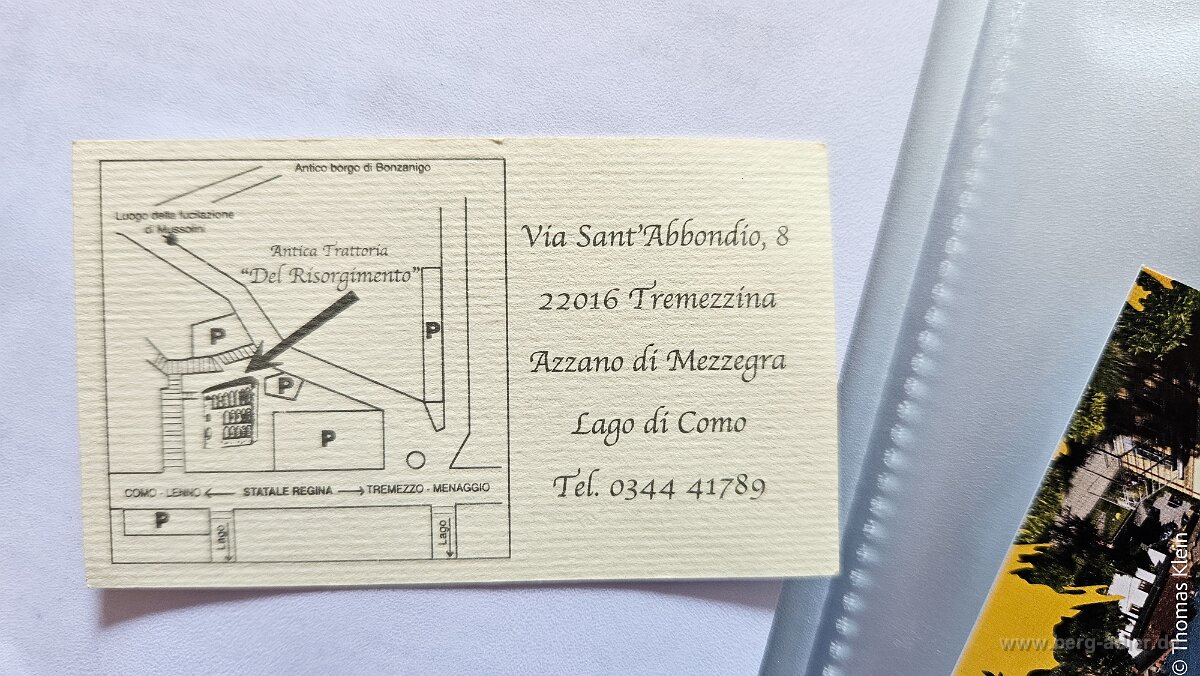 Antico borgo di Bonzanigo
Luogo della fucilazione
di Mussolini
Antica Trattoria
“Del Risorgimento”
P
P
P
P
COMO - LENNO ← STATALE REGINA → TREMEZZO - MENAGGIO
P
Lago
Lago
Via Sant'Abbondio, 8
22016 Tremezzina
Azzano di Mezzegra
Lago di Como
Tel. 0344 41789
www.berg-adler.de
© Thomas Klein